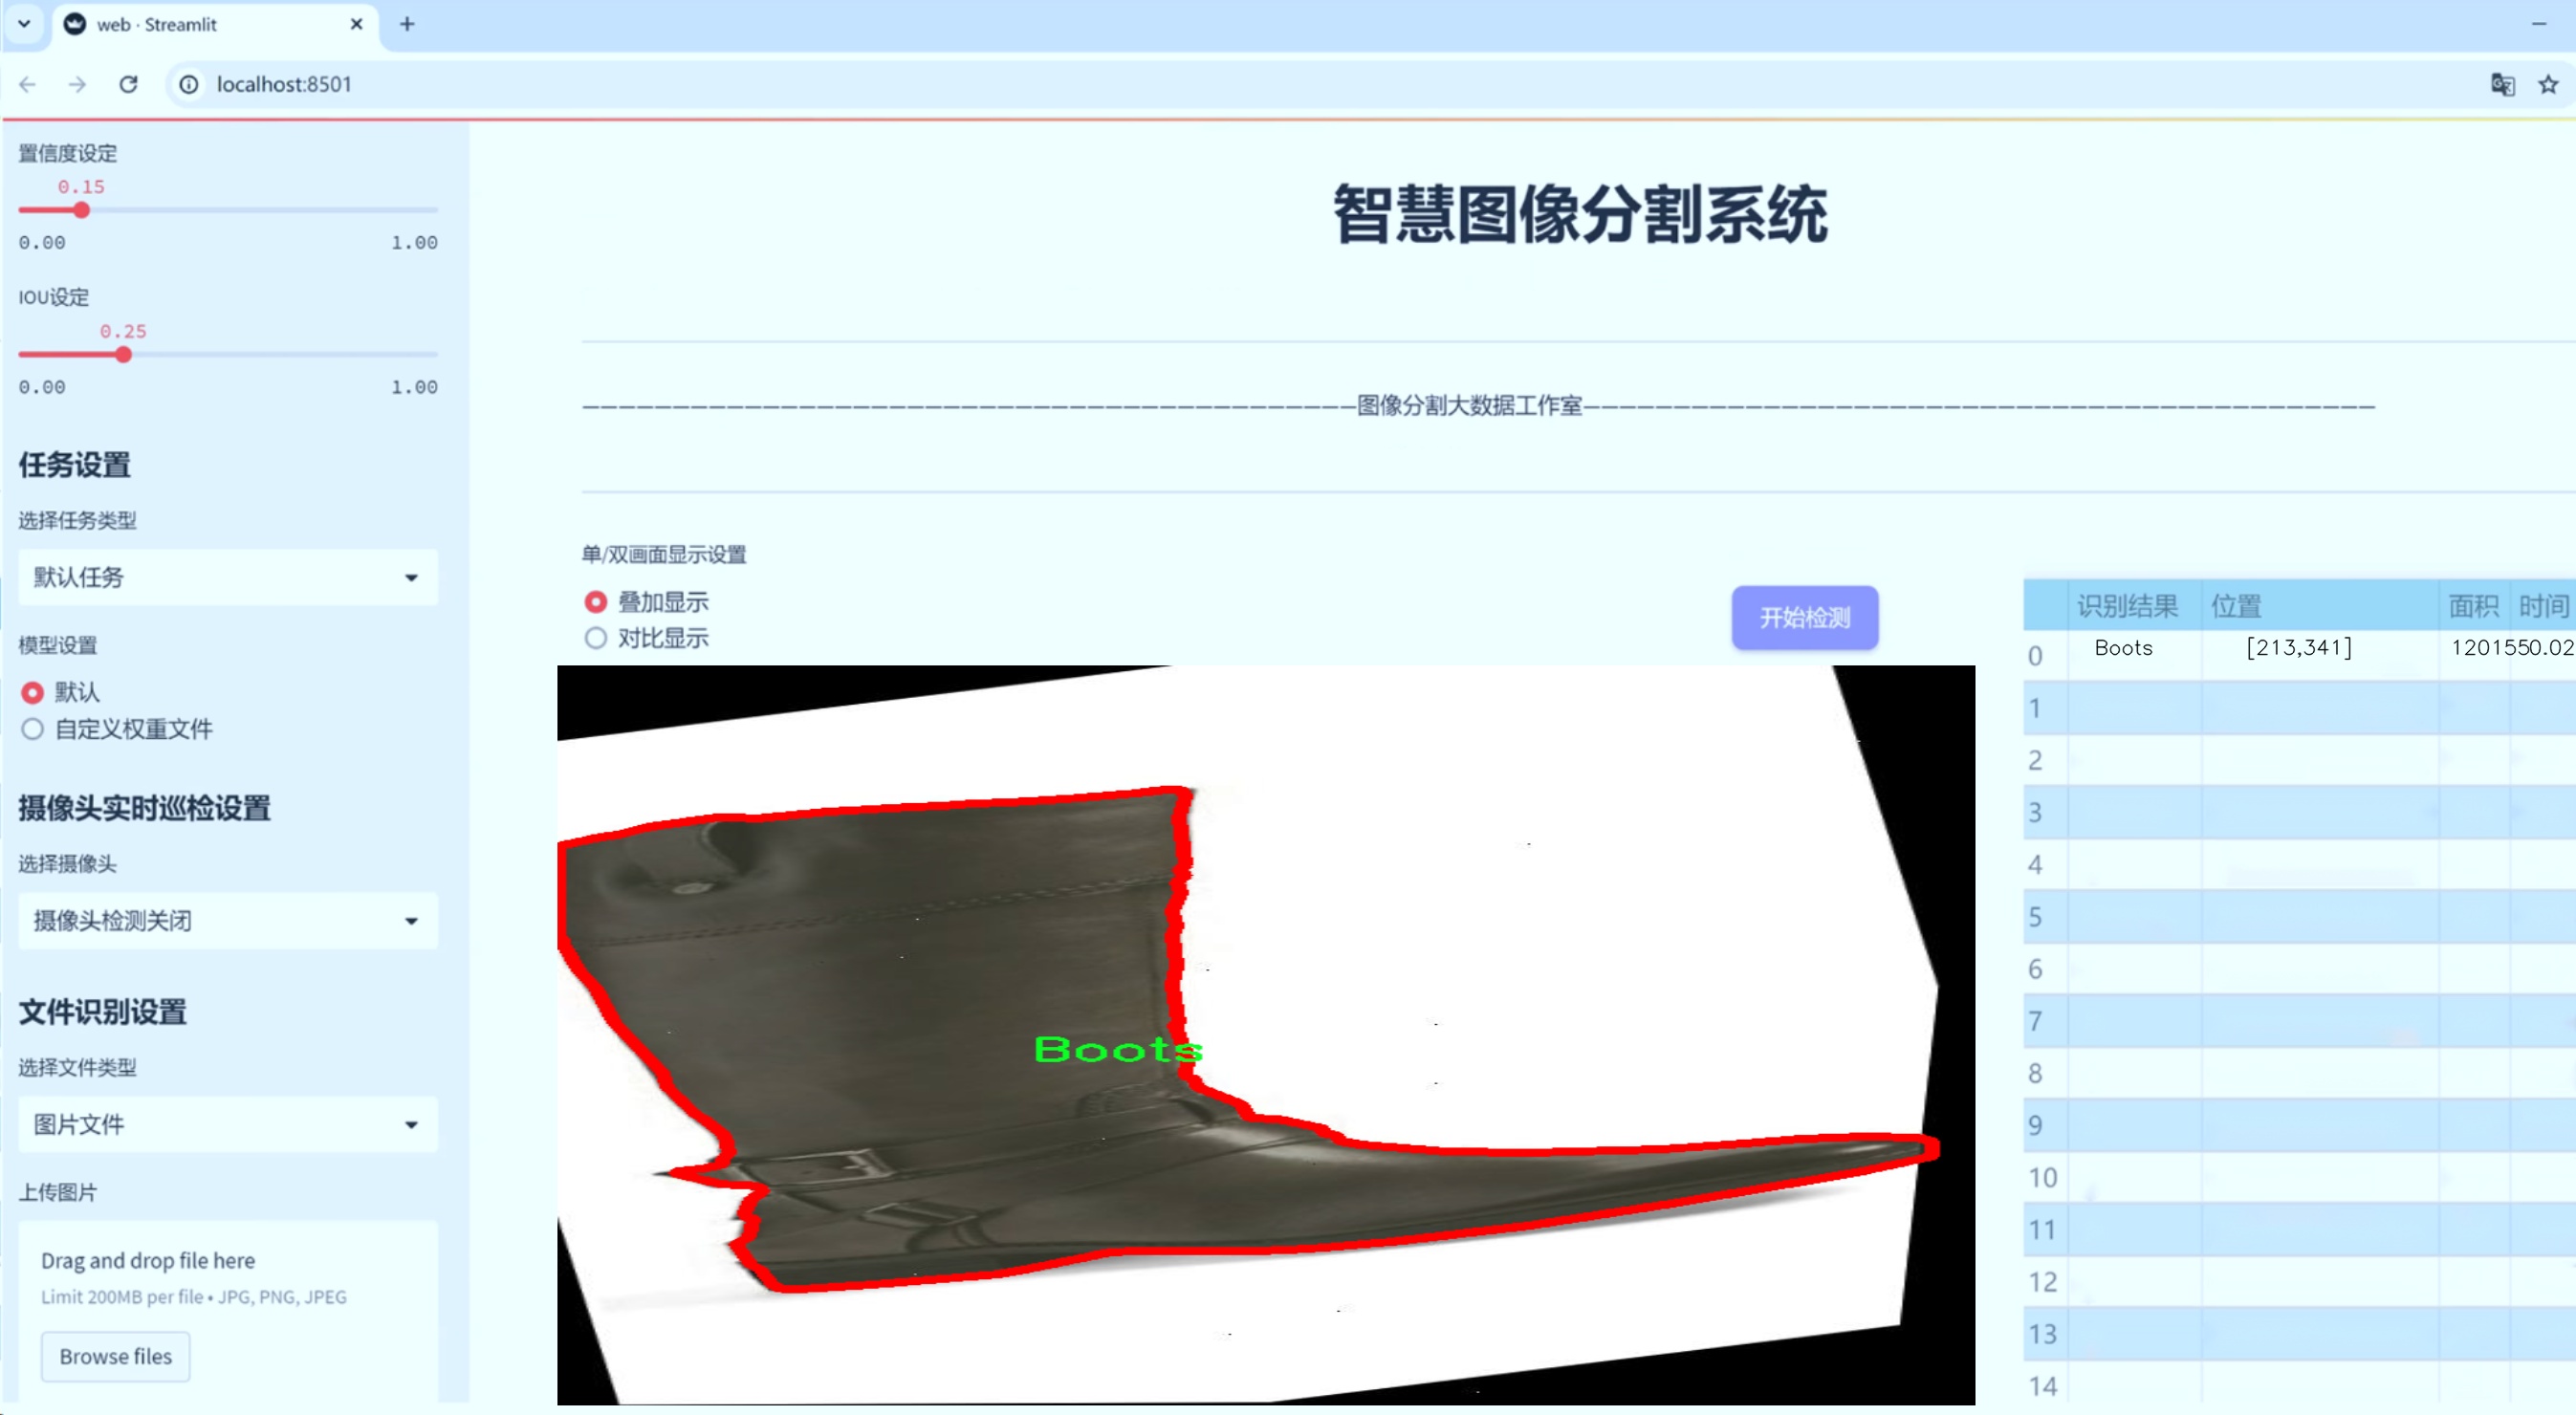 web · Streamlit
localhost:8501
置信度设定
0.15
0.00 1.00
IOU设定
0.25
0.00 1.00
任务设置
选择任务类型
默认任务
模型设置
默认
自定义权重文件
摄像头实时巡检设置
选择摄像头
摄像头检测关闭
文件识别设置
选择文件类型
图片文件
上传图片
Drag and drop file here
Limit 200MB per file • JPG, PNG, JPEG
Browse files
智慧图像分割系统
图像分割大数据工作室
单/双画面显示设置
叠加显示
对比显示
开始检测
Boots
识别结果 位置 面积 时间
0 Boots [213,341] 1201550.02
1
2
3
4
5
6
7
8
9
10
11
12
13
14